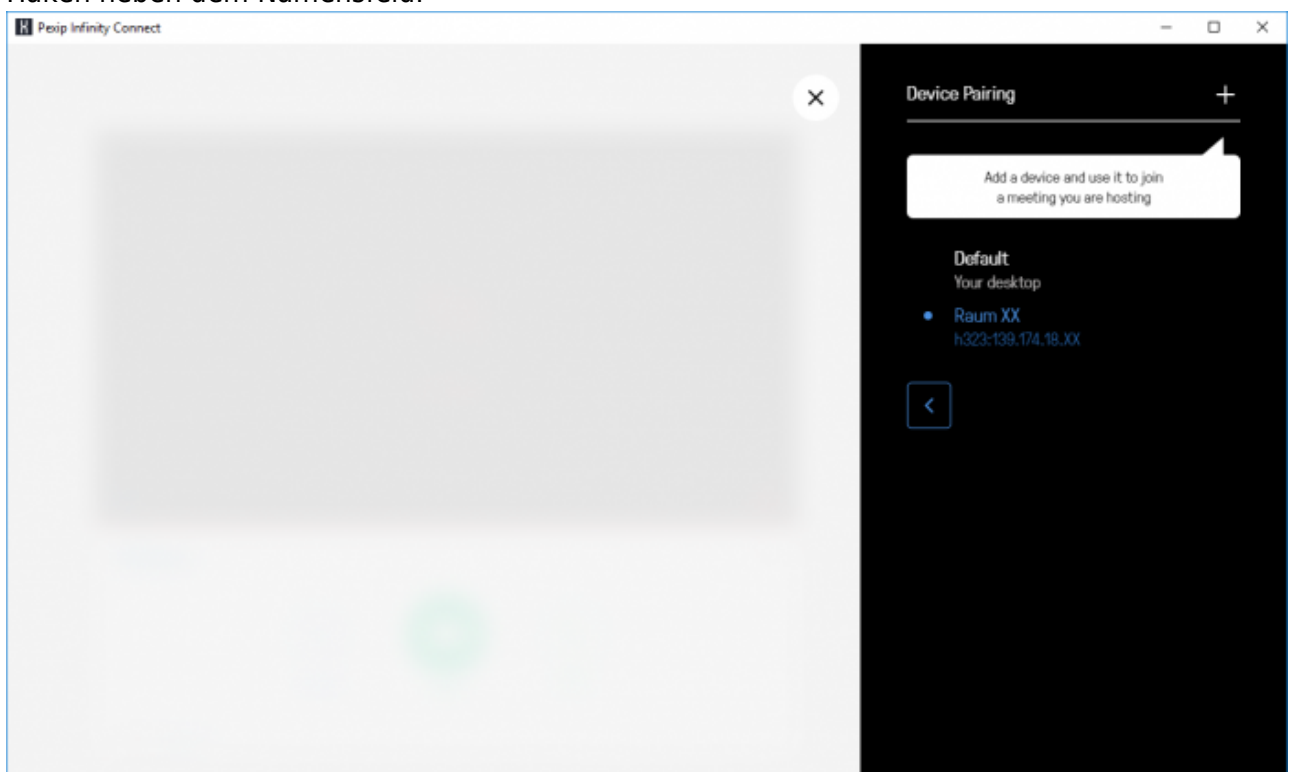 Haken neben dem Namensfeld.
Pexip Infinity Connect
Device Pairing
Add a device and use it to join
a meeting you are hosting
Default
Your desktop
Raum XX
h323:139.174.18.XX